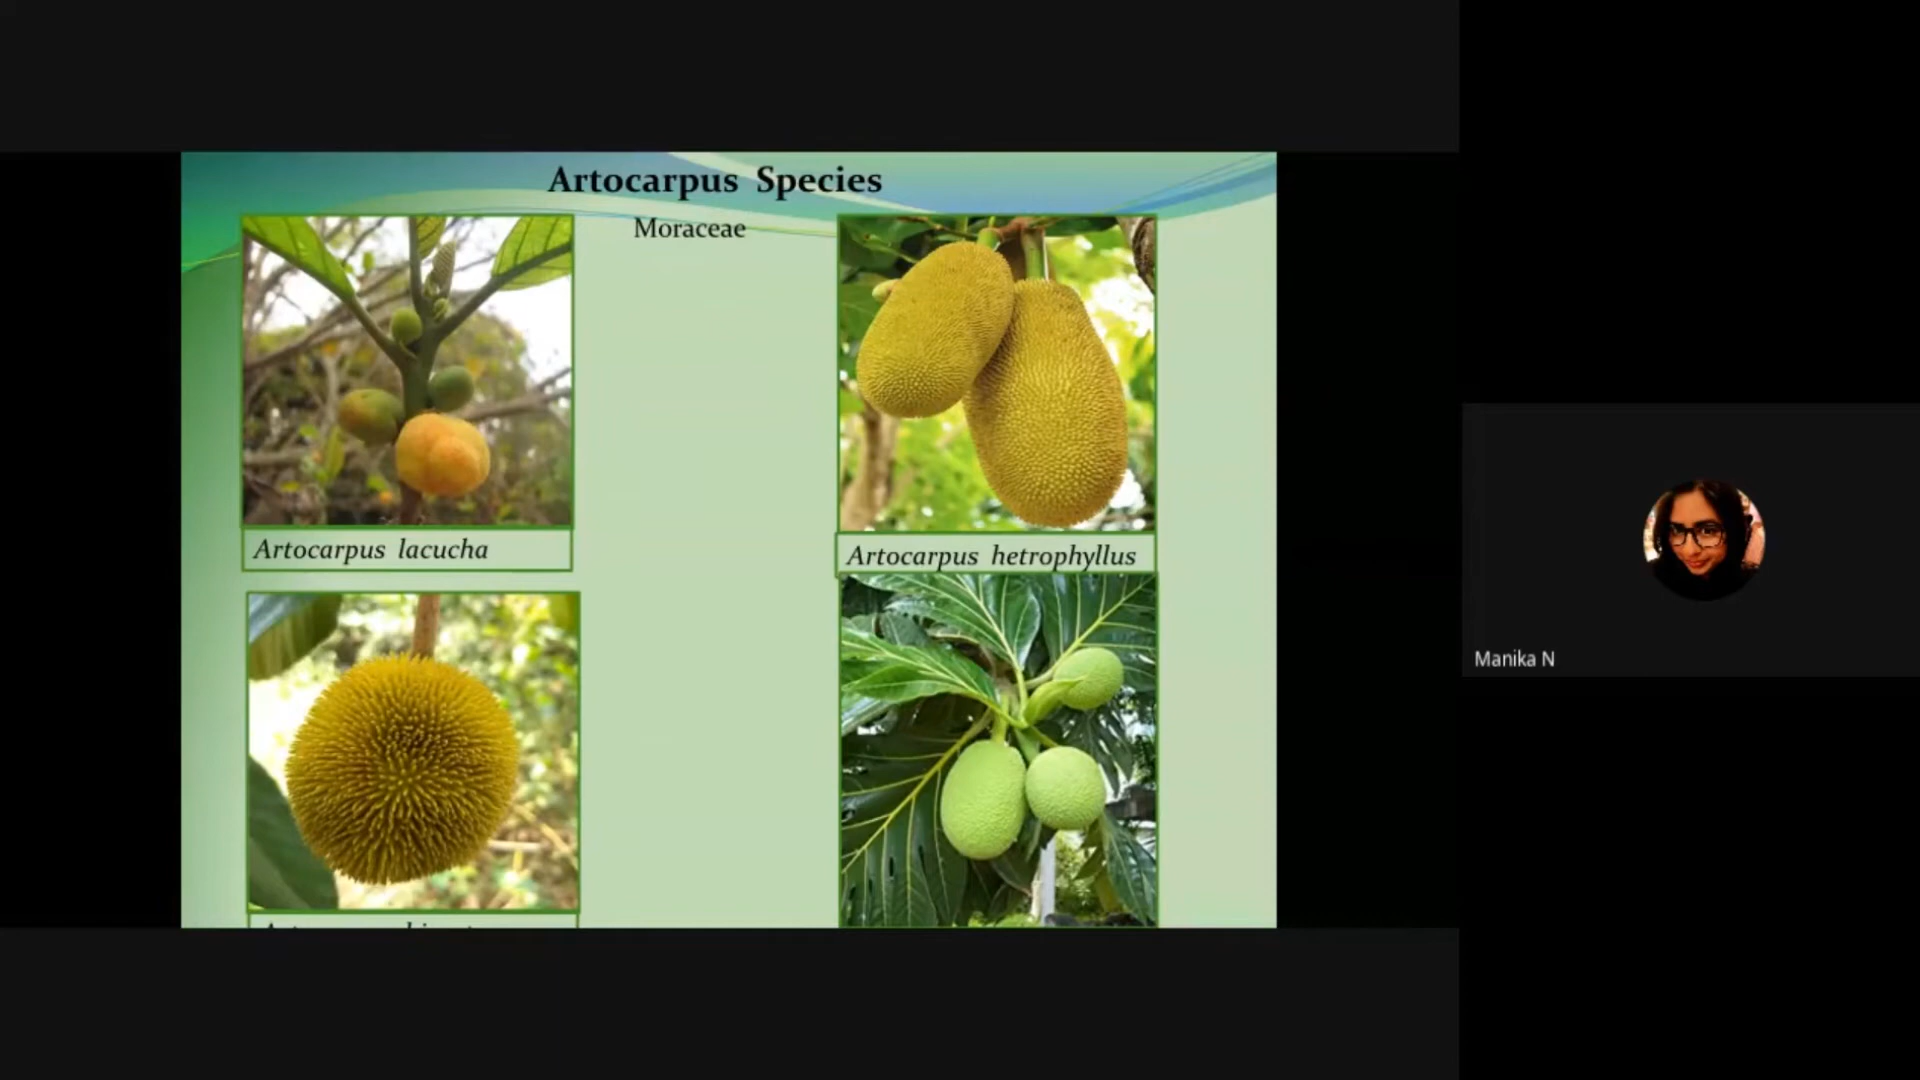 Artocarpus Species
Moraceae
Artocarpus lacucha
Artocarpus hetrophyllus
Manika N